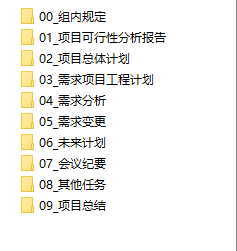 00_组内规定
01_项目可行性分析报告
02_项目总体计划
03_需求项目工程计划
04_需求分析
05_需求变更
06_未来计划
07_会议纪要
08_其他任务
09_项目总结